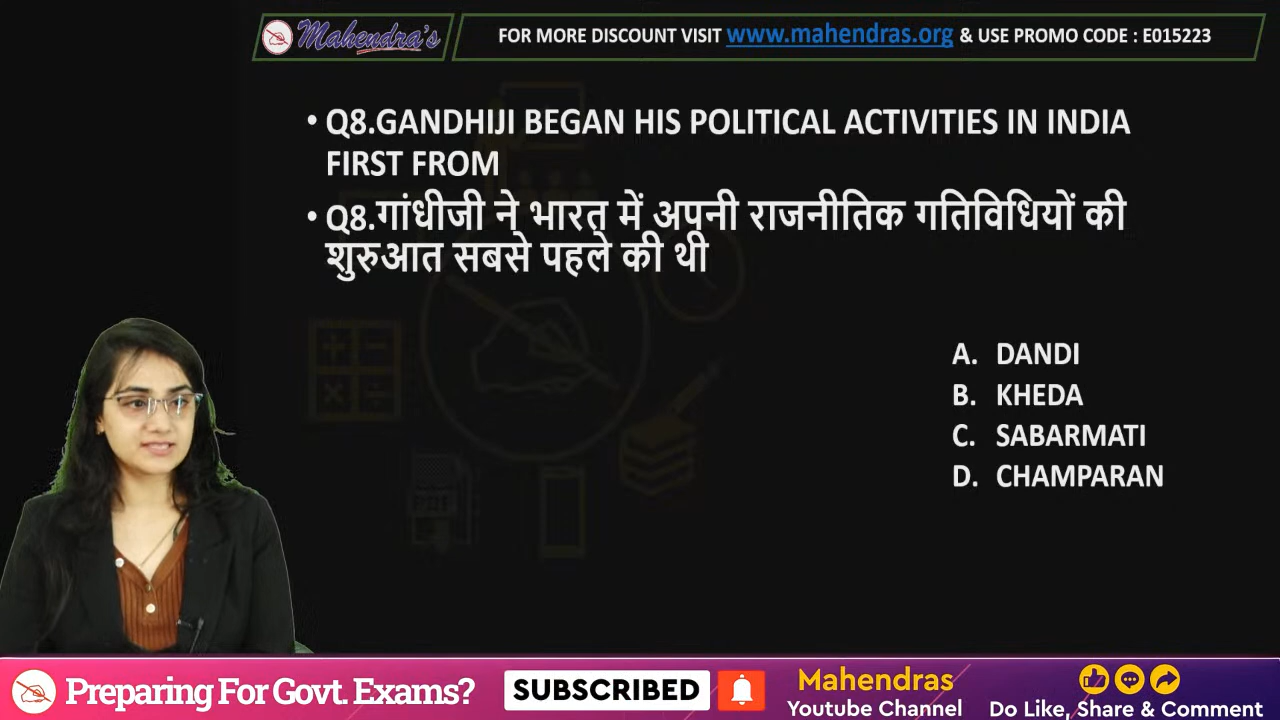 Mahendra's
FOR MORE DISCOUNT VISIT www.mahendras.org & USE PROMO CODE : E015223
• Q8.GANDHIJI BEGAN HIS POLITICAL ACTIVITIES IN INDIA
FIRST FROM
• Q8.गांधीजी ने भारत में अपनी राजनीतिक गतिविधियों की
शुरुआत सबसे पहले की थी
A. DANDI
B. KHEDA
C. SABARMATI
D. CHAMPARAN
PDF
Preparing For Govt. Exams?
SUBSCRIBED
Mahendras
Youtube Channel
Do Like, Share & Comment